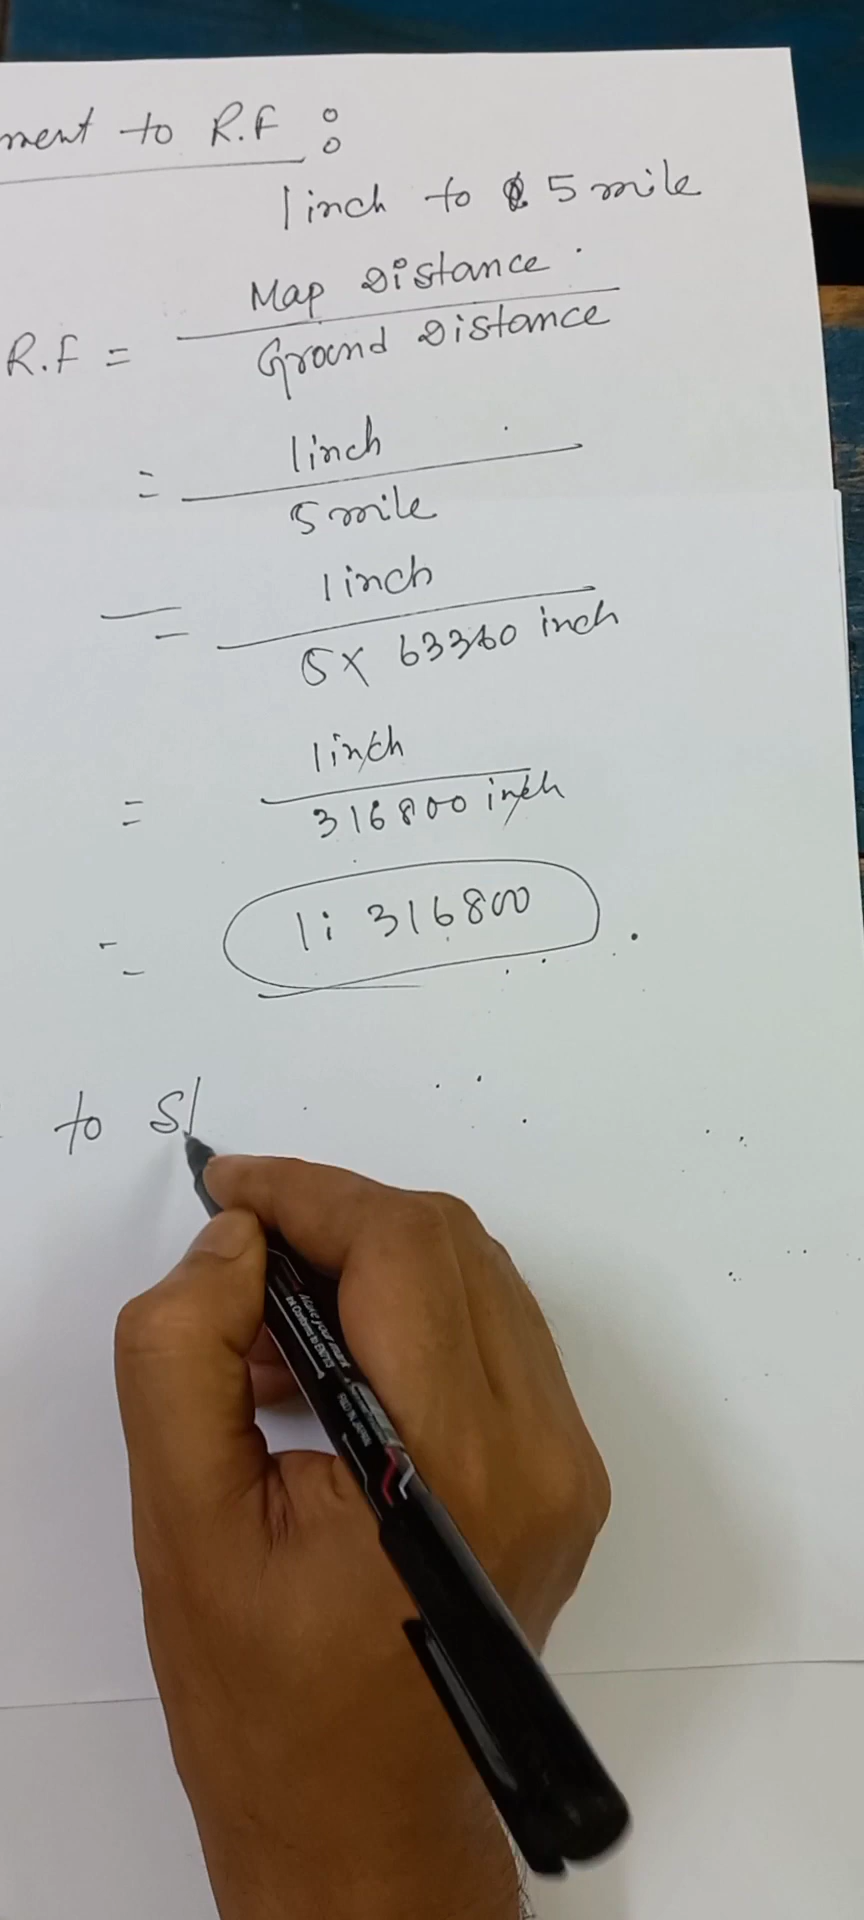 ment to R.F :
1 inch to 5 mile
R.F = Map Distance
Ground Distance
= 1 inch
5 mile
= 1 inch
5 X 63360 inch
= 1 inch
316800 inch
= 1: 316800
to S